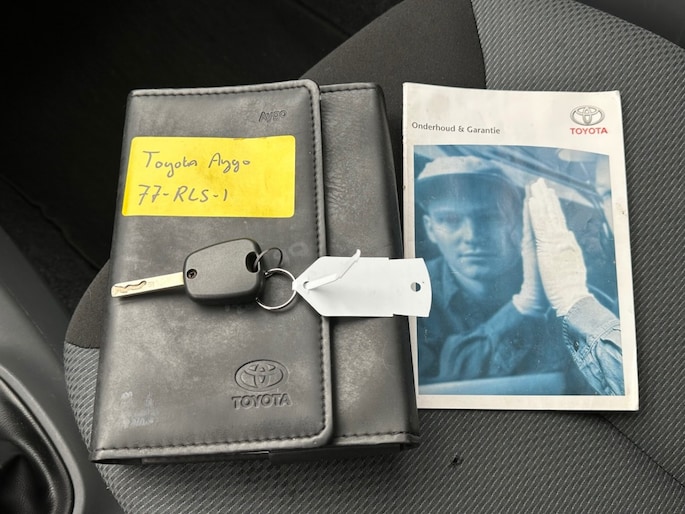 AYGO
Toyota Aygo
77-RLS-1
TOYOTA
TOYOTA
Onderhoud & Garantie